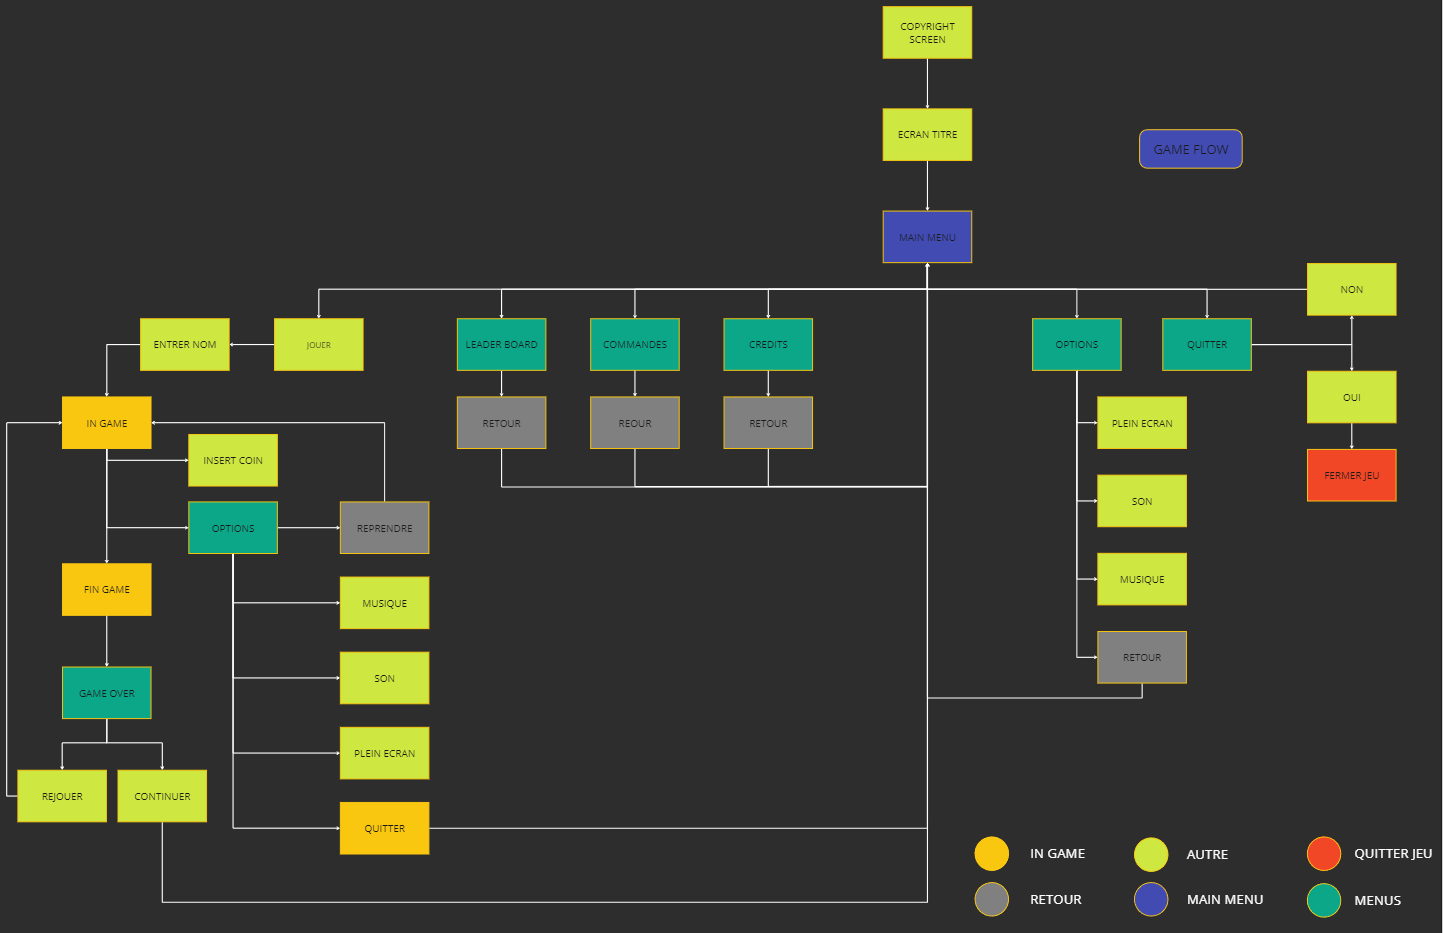 COPYRIGHT
SCREEN
ECRAN TITRE
GAME FLOW
MAIN MENU
NON
ENTRER NOM
JOUER
LEADER BOARD
COMMANDES
CREDITS
OPTIONS
QUITTER
OUI
IN GAME
RETOUR
REOUR
RETOUR
PLEIN ECRAN
INSERT COIN
FERMER JEU
SON
OPTIONS
REPRENDRE
MUSIQUE
FIN GAME
MUSIQUE
RETOUR
SON
GAME OVER
PLEIN ECRAN
REJOUER
CONTINUER
QUITTER
IN GAME
AUTRE
QUITTER JEU
RETOUR
MAIN MENU
MENUS